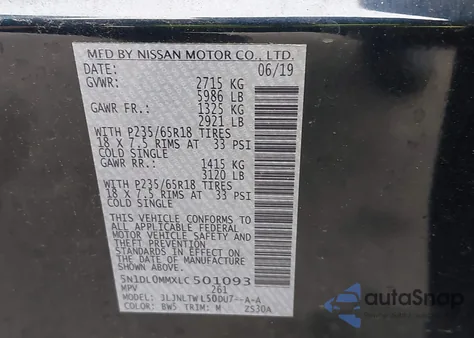 MFD BY NISSAN MOTOR CO., LTD.
DATE: 06/19
GVWR: 2715 KG
5986 LB
GAWR FR: 1325 KG
2921 LB
WITH P235/65R18 TIRES
18 X 7.5 RIMS AT 33 PSI
COLD SINGLE
GAWR RR.: 1415 KG
3120 LB
WITH P235/65R18 TIRES
18 X 7.5 RIMS AT 33 PSI
COLD SINGLE
THIS VEHICLE CONFORMS TO
ALL APPLICABLE FEDERAL
MOTOR VEHICLE SAFETY AND
THEFT PREVENTION
STANDARDS IN EFFECT ON
THE DATE OF MANUFACTURE
SHOWN ABOVE.
5N1DL0MMXLC501093
MPV 261
MODEL: A-A
COLOR: BW5 TRIM: M ZS30A
autoSnap